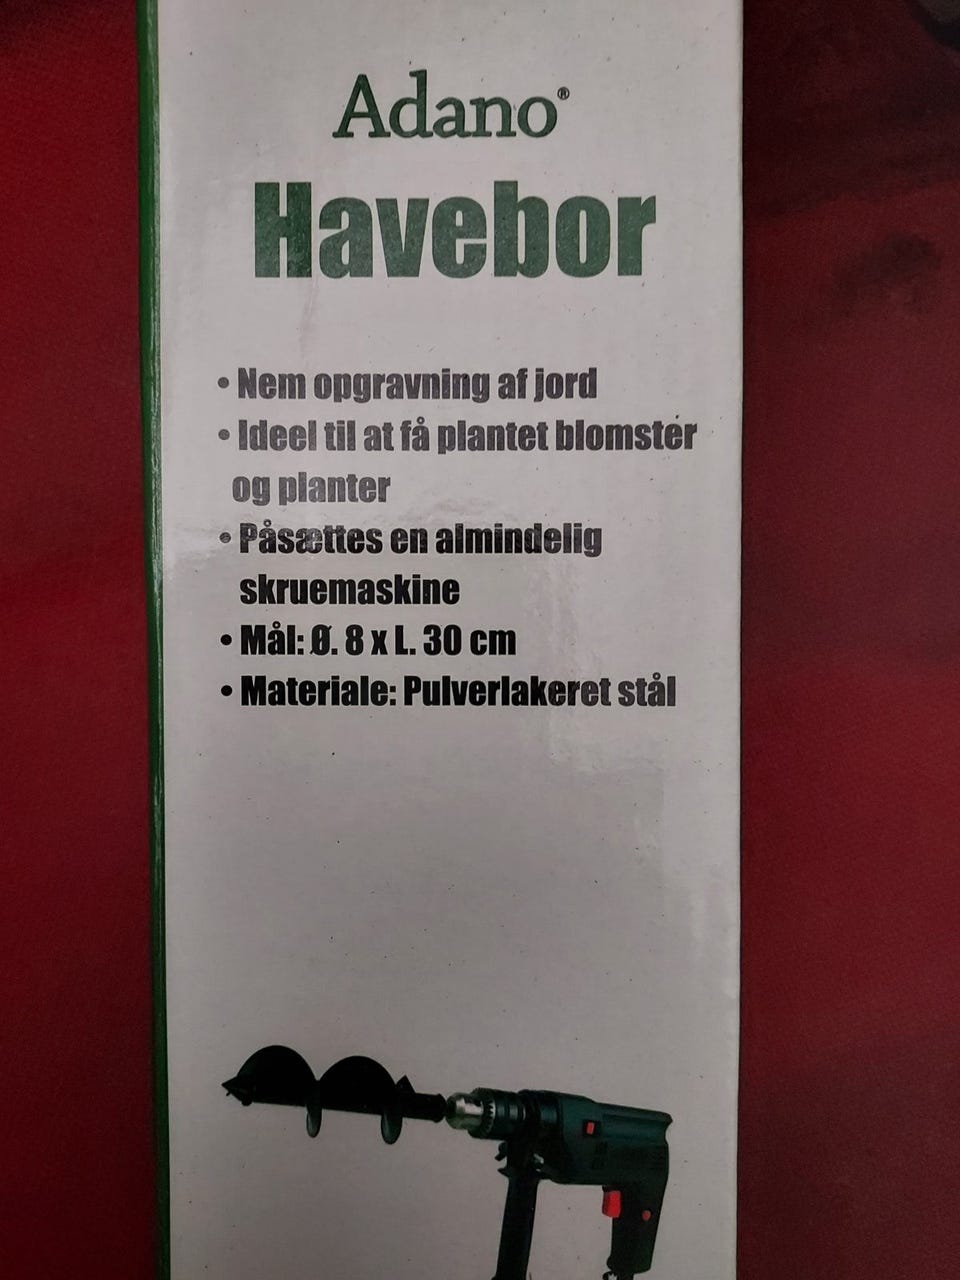 Adano®
Havebor
• Nem opgravning af jord
• Ideel til at få plantet blomster
og planter
• Påsættes en almindelig
skruemaskine
• Mål: Ø. 8 x L. 30 cm
• Materiale: Pulverlakeret stål